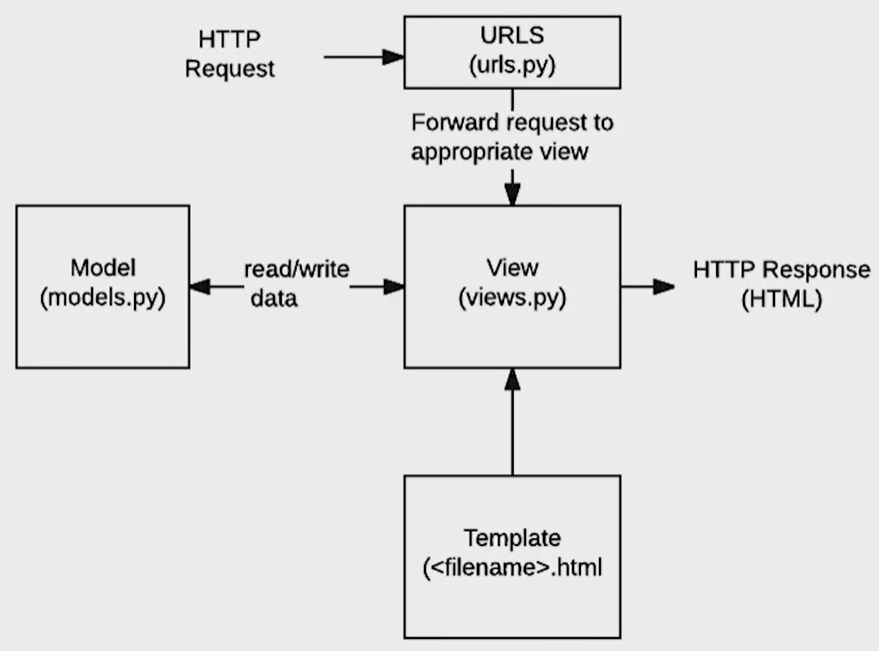 HTTP
Request
URLS
(urls.py)
Forward request to
appropriate view
Model
(models.py)
read/write
data
View
(views.py)
HTTP Response
(HTML)
Template
(<filename>.html